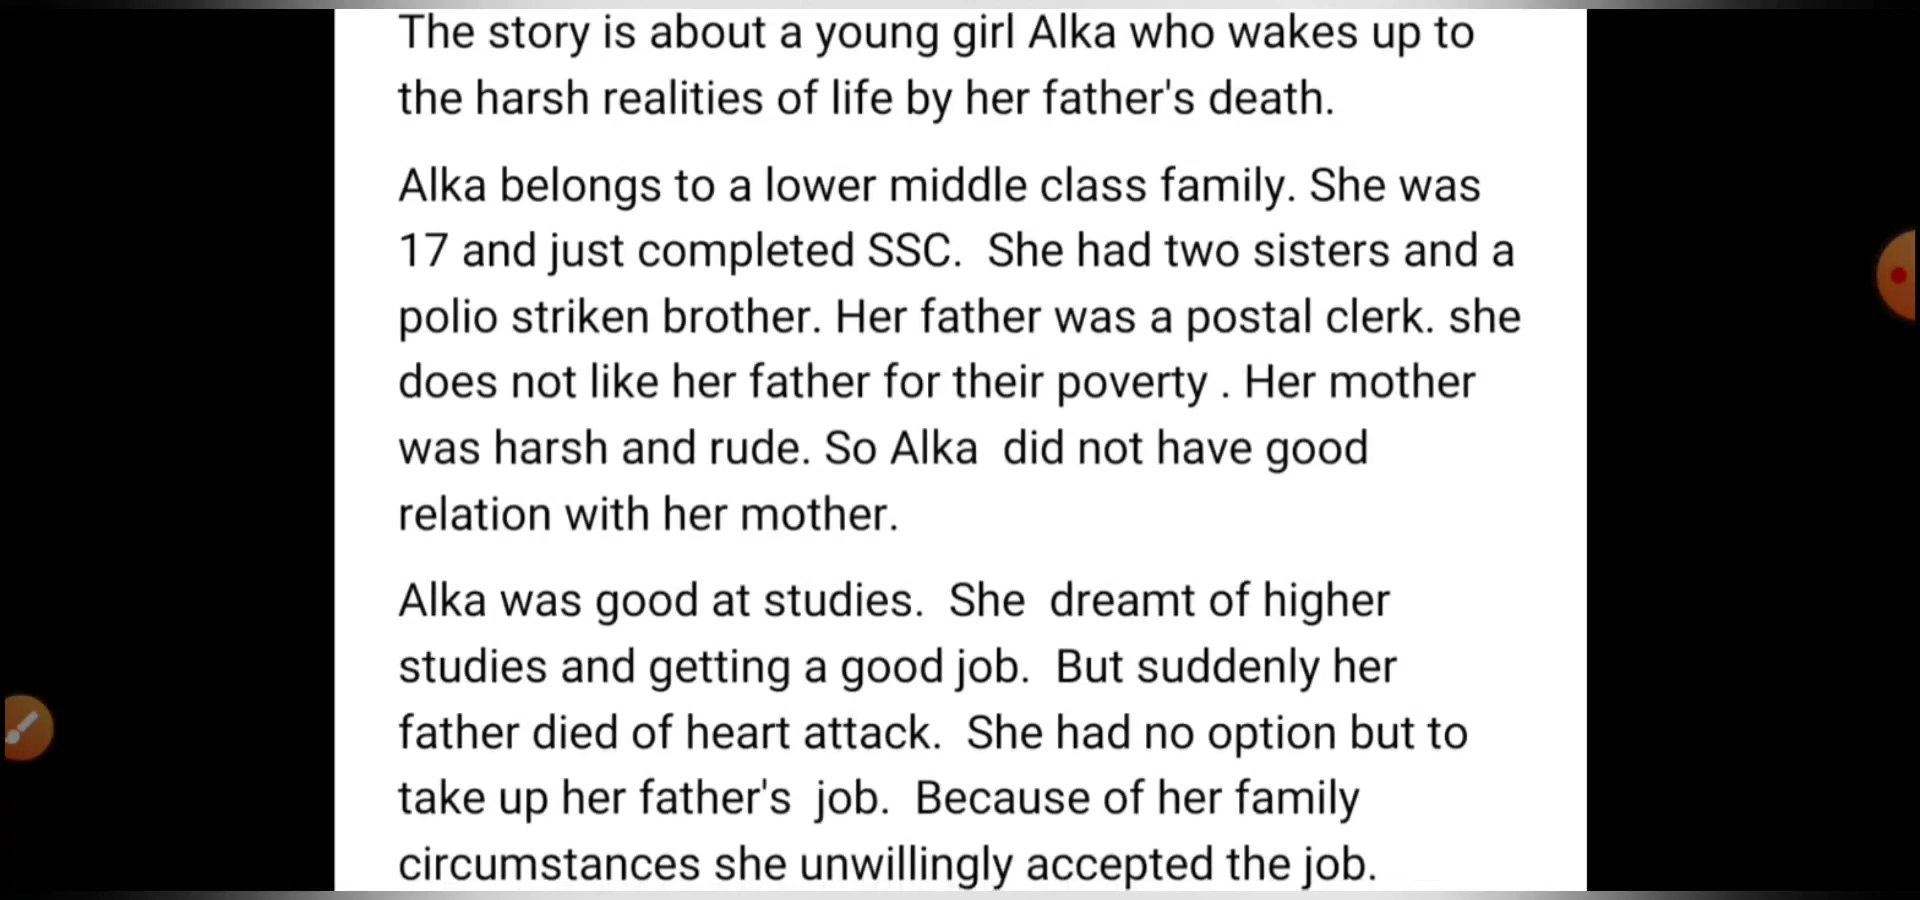 The story is about a young girl Alka who wakes up to
the harsh realities of life by her father's death.
Alka belongs to a lower middle class family. She was
17 and just completed SSC.  She had two sisters and a
polio striken brother. Her father was a postal clerk. she
does not like her father for their poverty . Her mother
was harsh and rude. So Alka  did not have good
relation with her mother.
Alka was good at studies.  She  dreamt of higher
studies and getting a good job.  But suddenly her
father died of heart attack.  She had no option but to
take up her father's  job.  Because of her family
circumstances she unwillingly accepted the job.